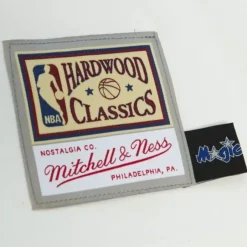 HARDWOOD
NBA
CLASSICS
NOSTALGIA CO.
Mitchell & Ness
PHILADELPHIA, PA.
MAGIC